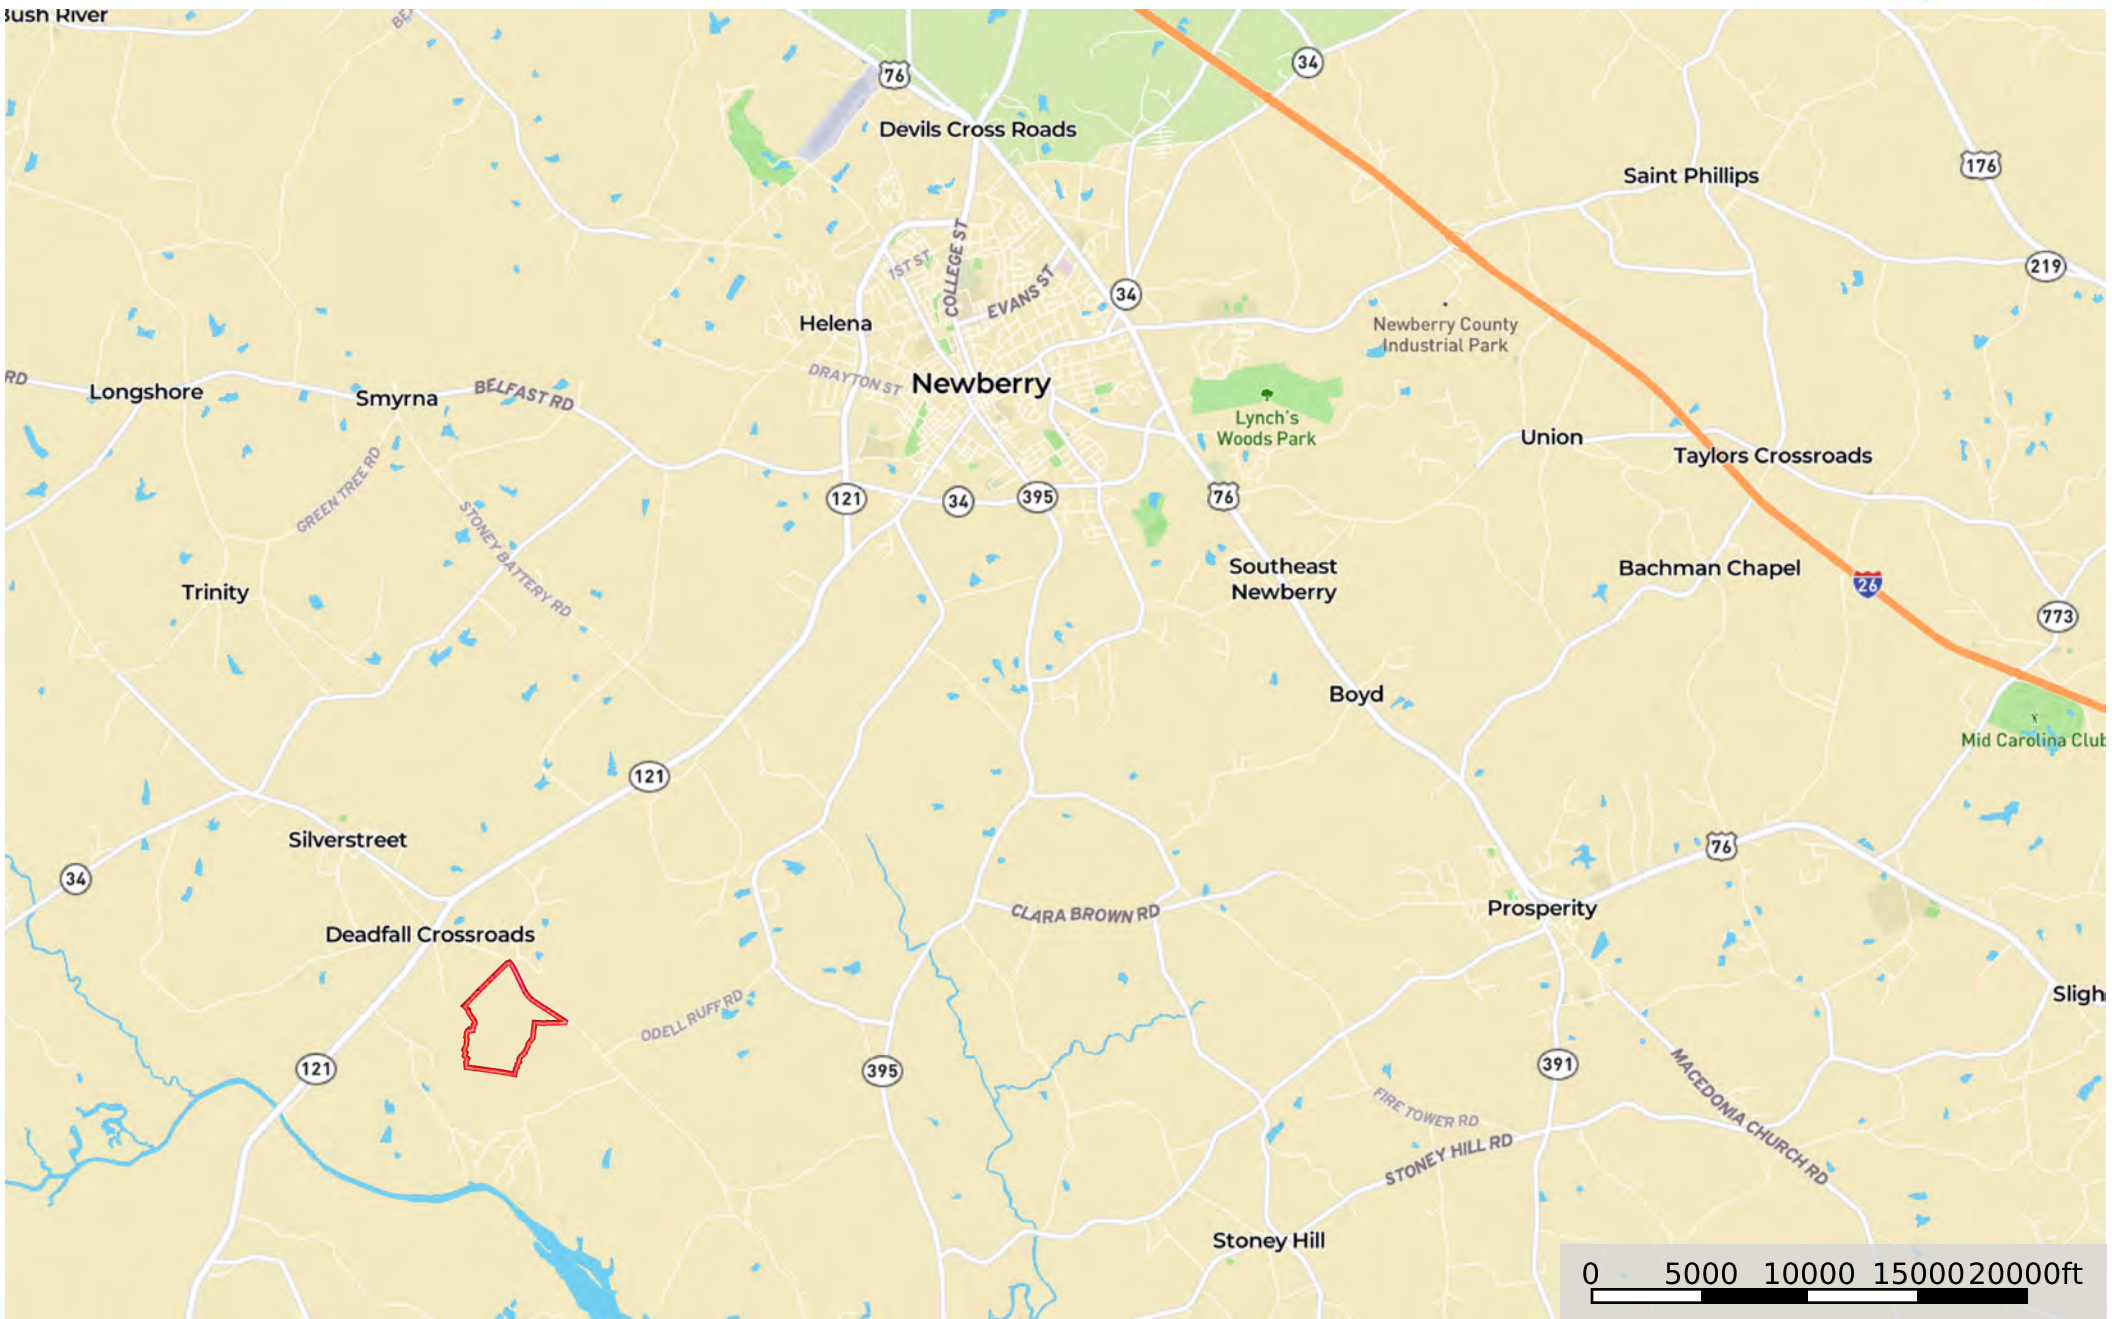 Bush River
76
34
Devils Cross Roads
Saint Phillips
176
COLLEGE ST
1ST ST
EVANS ST
219
34
Helena
Newberry County
Industrial Park
DRAYTON ST
Newberry
RD
Longshore
Smyrna
BELFAST RD
Lynch's
Woods Park
Union
Taylors Crossroads
GREEN TREE RD
121
34
395
76
STONEY BATTERY RD
Southeast
Newberry
Bachman Chapel
26
Trinity
773
Boyd
Mid Carolina Club
121
Silverstreet
76
34
CLARA BROWN RD
Prosperity
Deadfall Crossroads
Sligh
ODELL RUFF RD
121
395
391
MACEDONIA CHURCH RD
FIRE TOWER RD
STONEY HILL RD
Stoney Hill
0 5000 10000 15000 20000ft